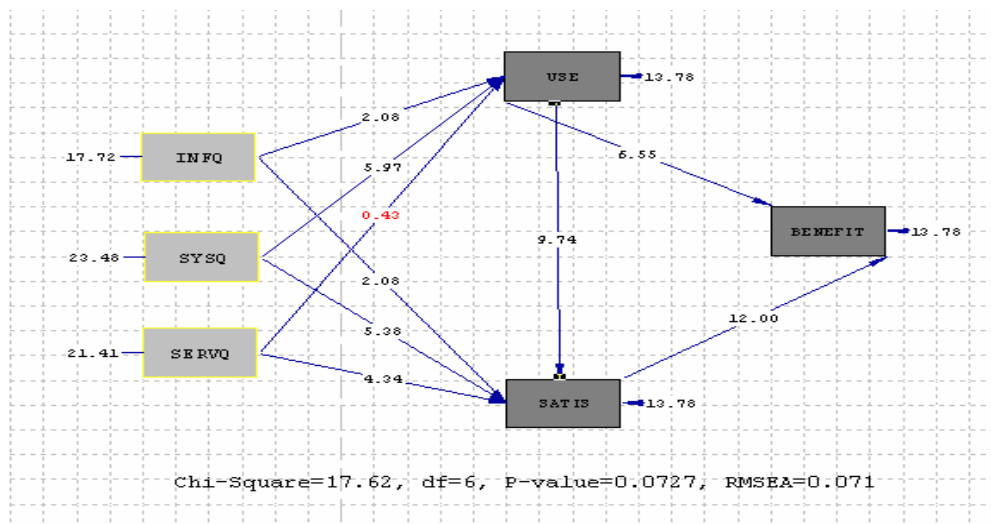 USE
13.78
2.08
17.72
INFQ
5.97
6.55
0.43
BENEFIT
13.78
9.74
23.48
SYSQ
2.08
5.38
12.00
21.41
SERVQ
4.34
SATIS
13.78
Chi-Square=17.62, df=6, P-value=0.0727, RMSEA=0.071